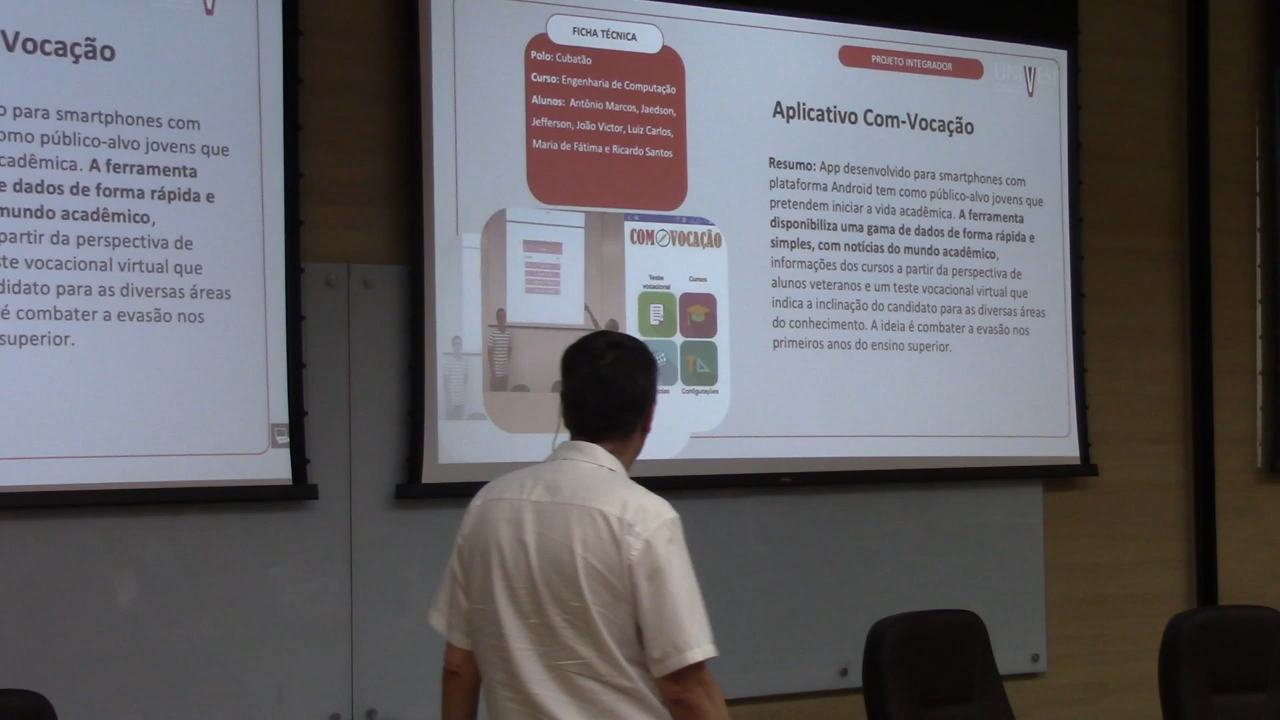 Vocação
o para smartphones com
omo público-alvo jovens que
cadêmica. A ferramenta
e dados de forma rápida e
mundo acadêmico,
partir da perspectiva de
ste vocacional virtual que
didato para as diversas áreas
é combater a evasão nos
superior.
FICHA TÉCNICA
Polo: Cubatão
Curso: Engenharia de Computação
Alunos: Antônio Marcos, Jaedson,
Jefferson, João Victor, Luiz Carlos,
Maria de Fátima e Ricardo Santos
COM VOCAÇÃO
Teste
vocacional
Cursos
Configurações
PROJETO INTEGRADOR
Aplicativo Com-Vocação
Resumo: App desenvolvido para smartphones com
plataforma Android tem como público-alvo jovens que
pretendem iniciar a vida acadêmica. A ferramenta
disponibiliza uma gama de dados de forma rápida e
simples, com notícias do mundo acadêmico,
informações dos cursos a partir da perspectiva de
alunos veteranos e um teste vocacional virtual que
indica a inclinação do candidato para as diversas áreas
do conhecimento. A ideia é combater a evasão nos
primeiros anos do ensino superior.